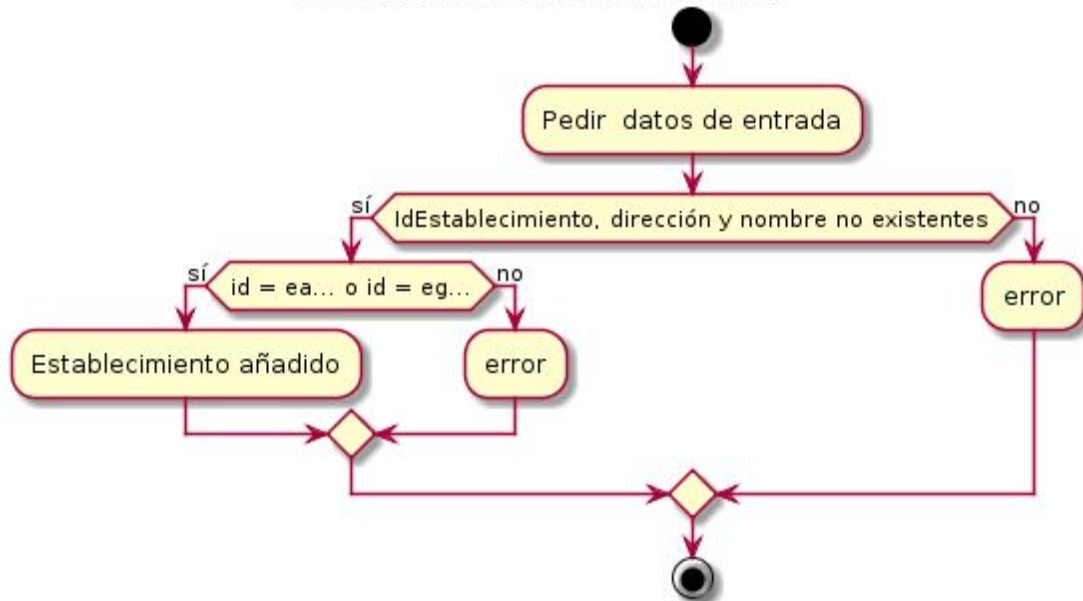 Pedir datos de entrada
sí
IdEstablecimiento, dirección y nombre no existentes
no
sí
id = ea... o id = eg...
no
error
Establecimiento añadido
error